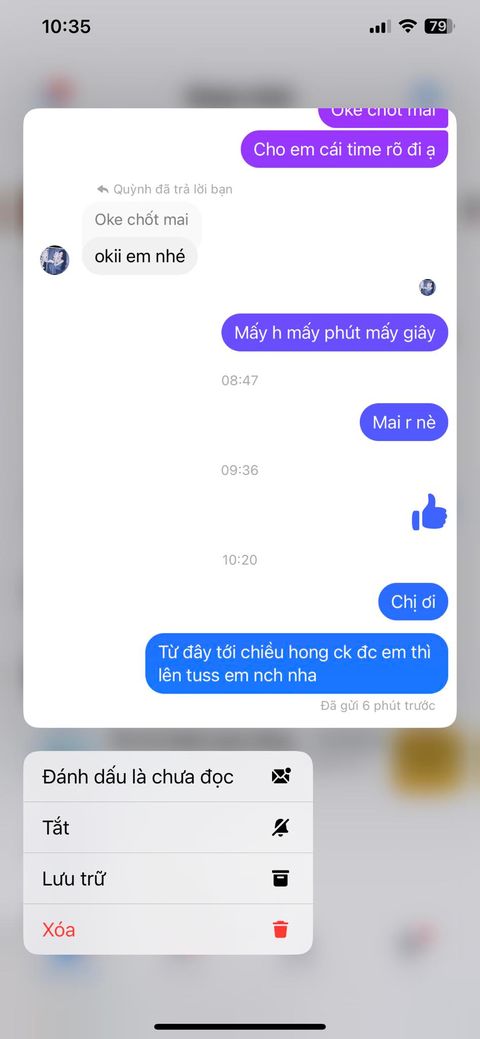 10:35
79
Oke chốt mai
Cho em cái time rõ đi ạ
Quỳnh đã trả lời bạn
Oke chốt mai
okii em nhé
Mấy h mấy phút mấy giây
08:47
Mai r nè
09:36
10:20
Chị ơi
Từ đây tới chiều hong ck đc em thì
lên tuss em nch nha
Đã gửi 6 phút trước
Đánh dấu là chưa đọc
Tắt
Lưu trữ
Xóa